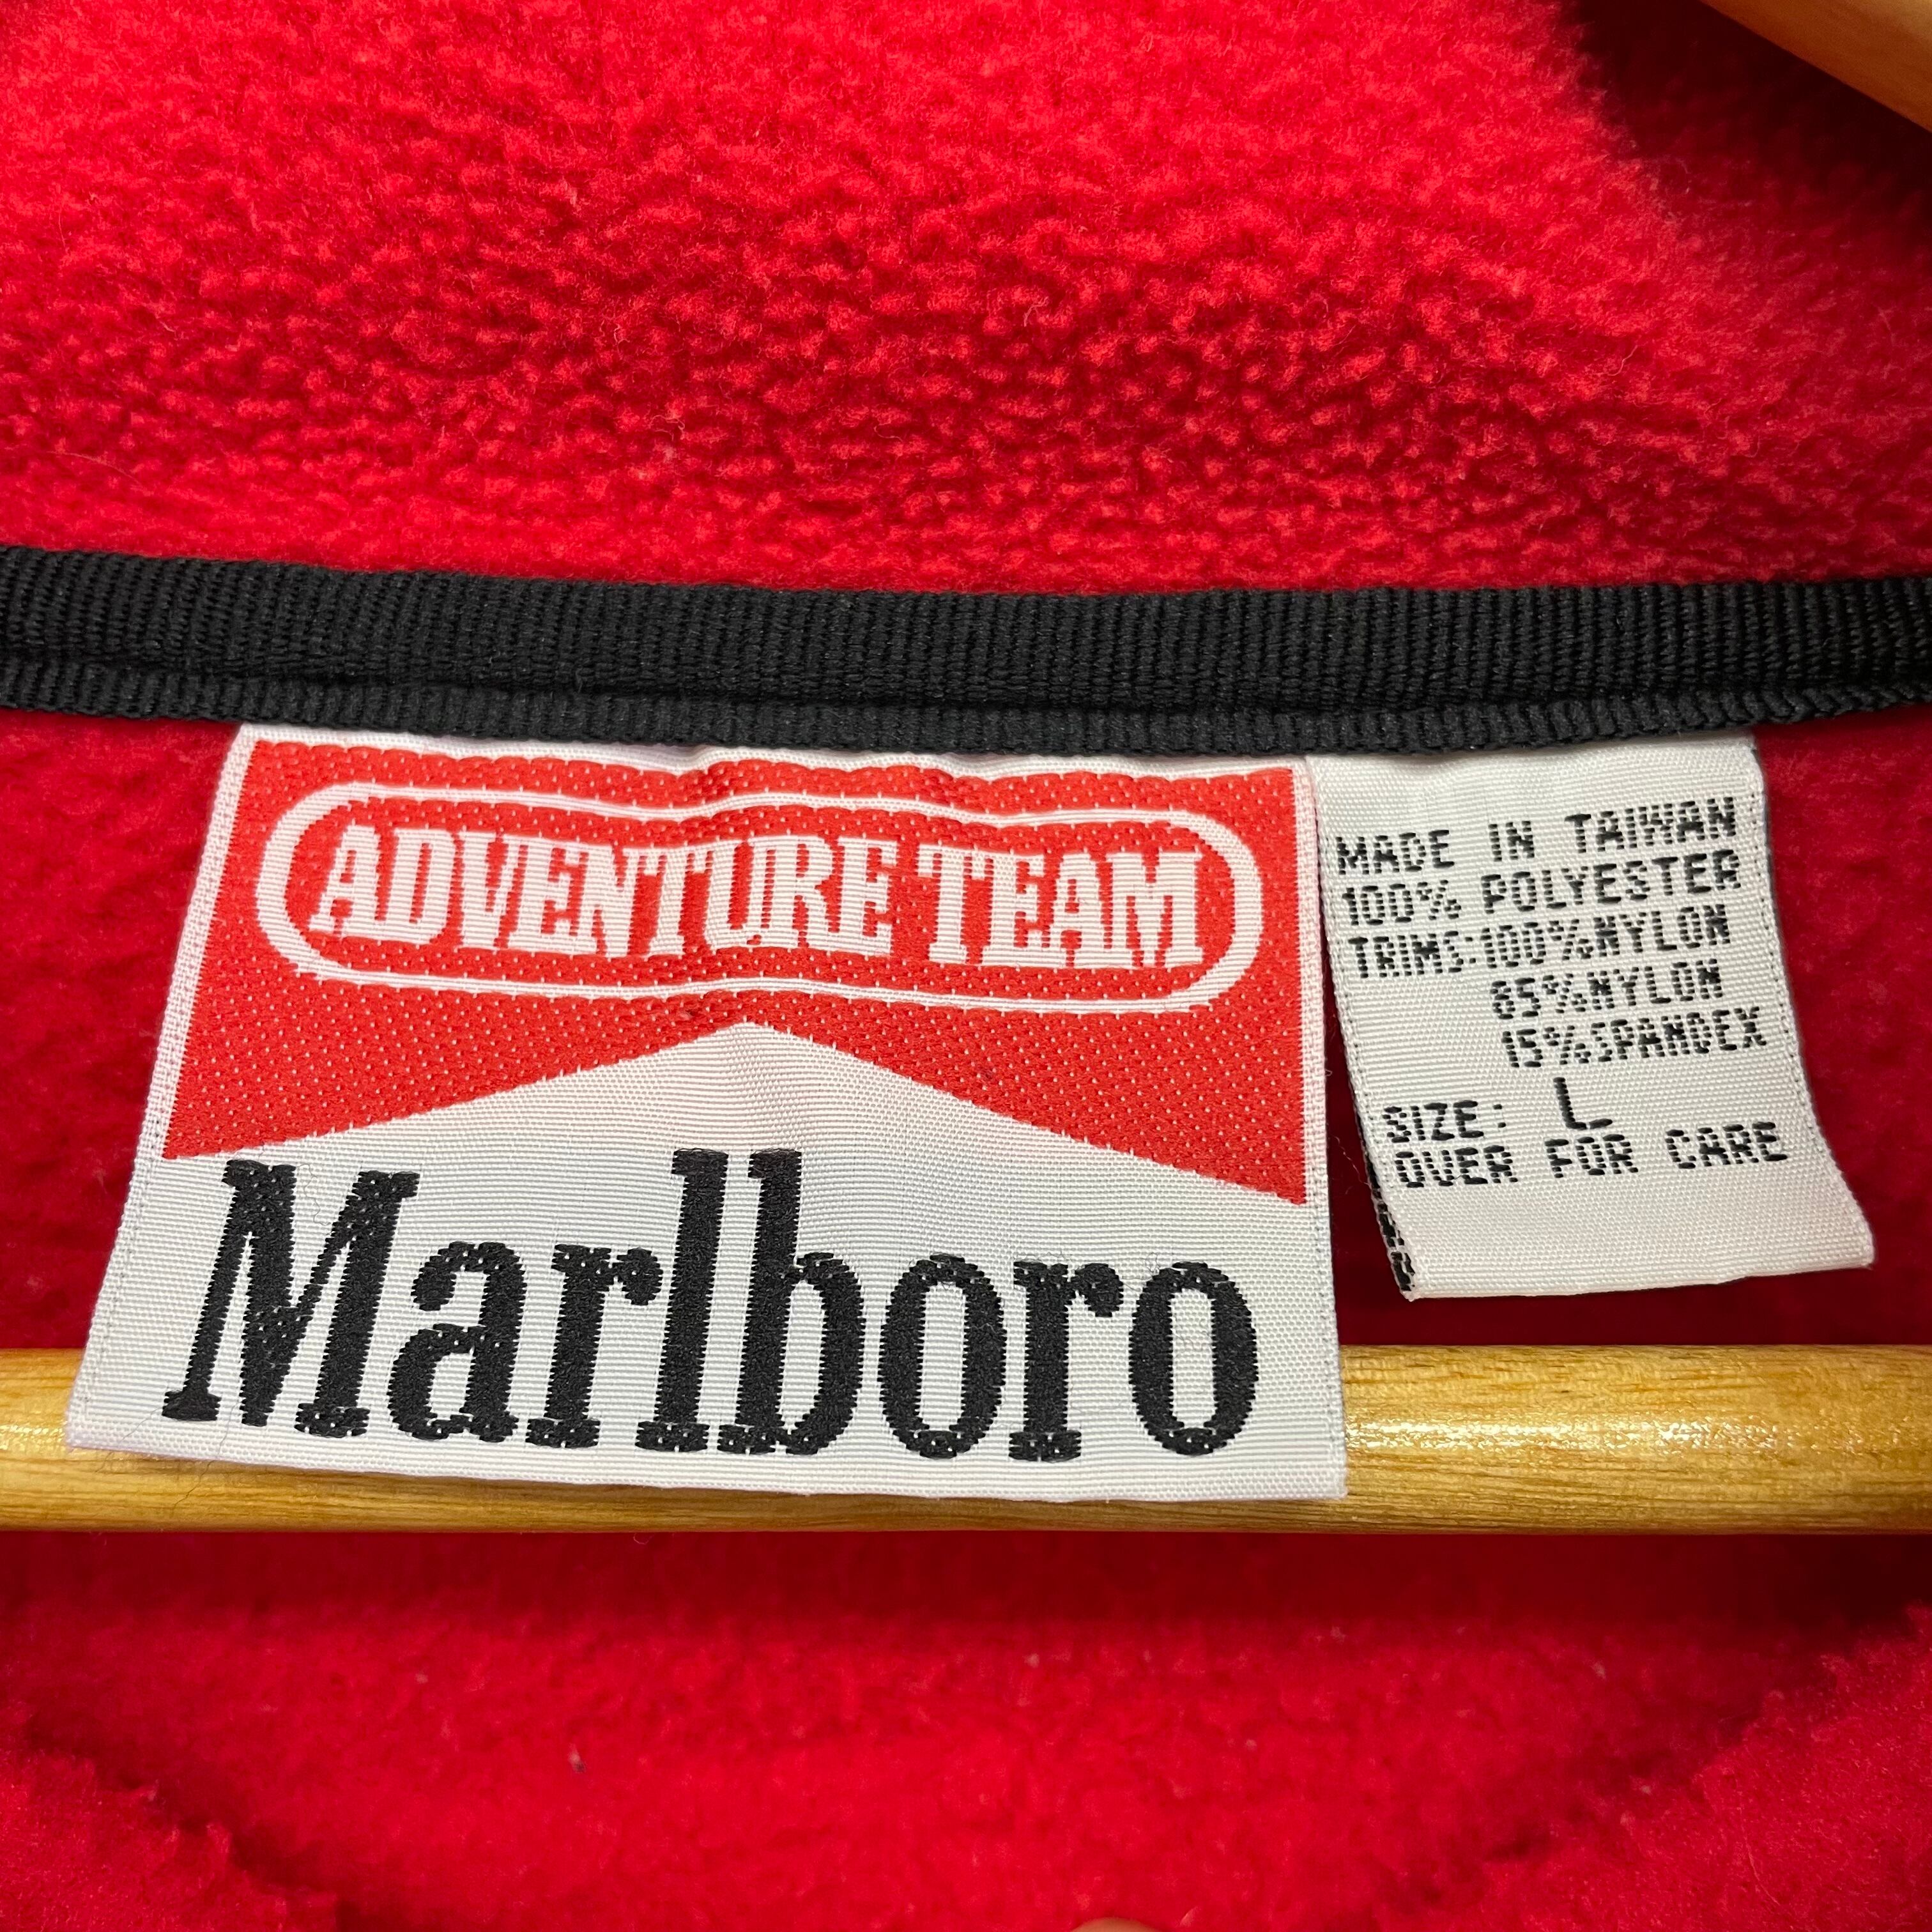 ADVENTURE TEAM
Marlboro
MADE IN TAIWAN
100% POLYESTER
TRIMS:100%NYLON
85%NYLON
15%SPANDEX
SIZE: L
OVER FOR CARE